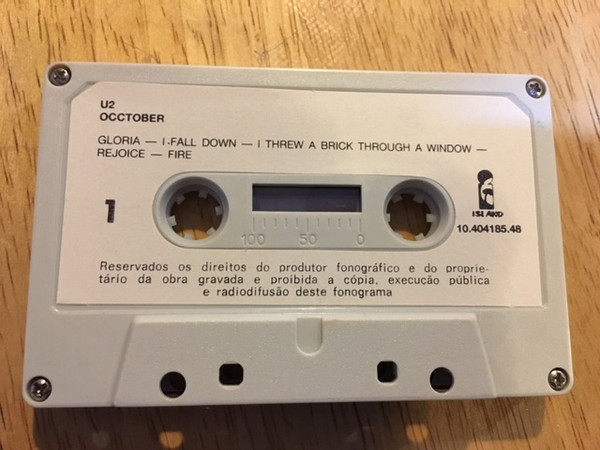 U2
OCCTOBER
GLORIA — I FALL DOWN — I THREW A BRICK THROUGH A WINDOW —
REJOICE — FIRE
1
ISLAND
10.404185.48
100 50 0
Reservados os direitos do produtor fonográfico e do proprie-
tário da obra gravada e proibida a cópia, execução pública
e radiodifusão deste fonograma